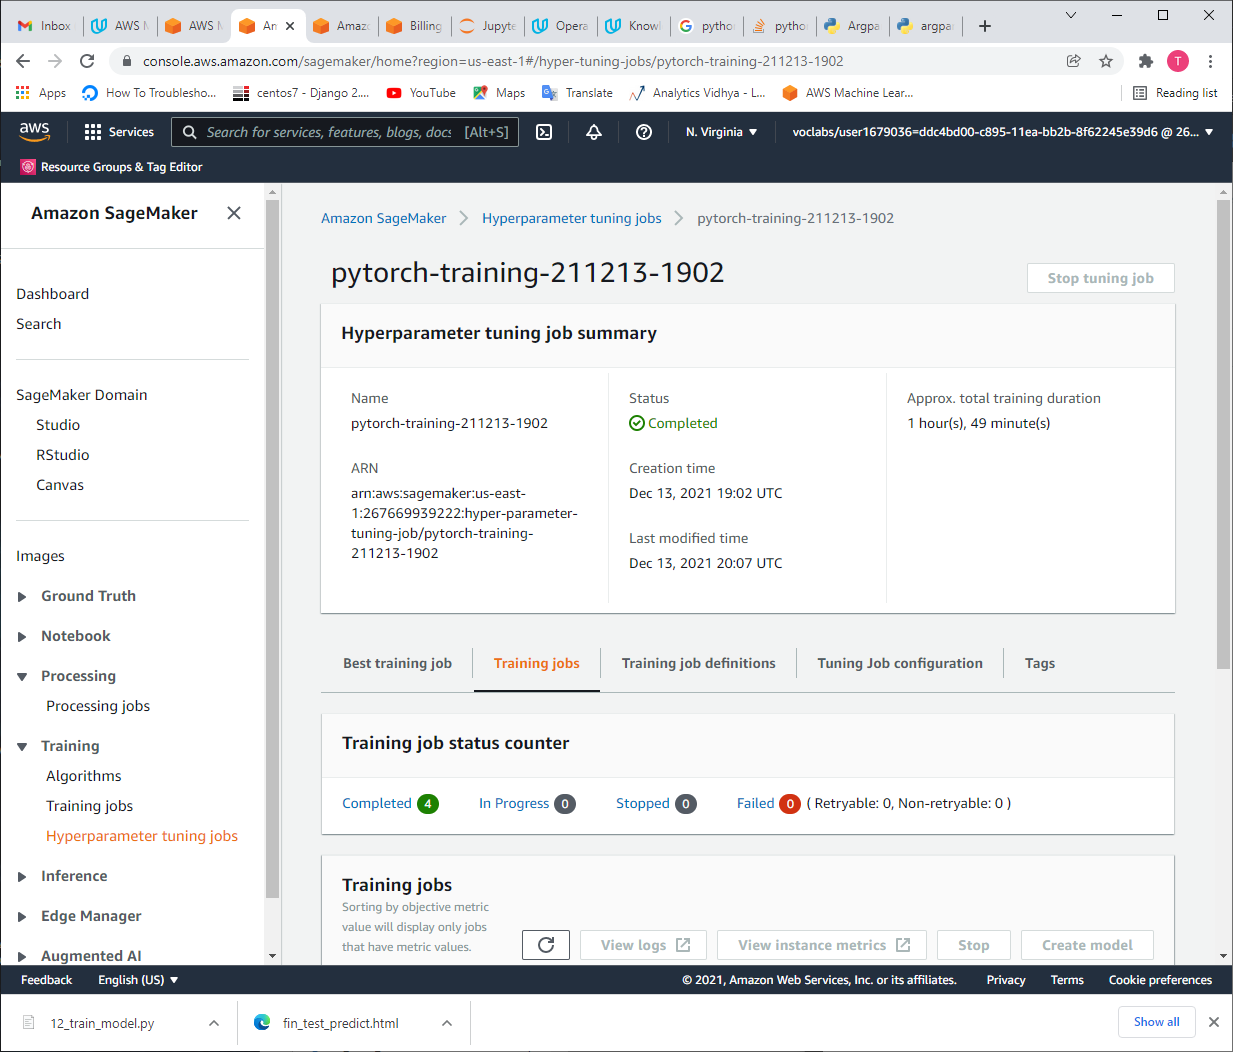 Inbox
AWS M
AWS M
Am
Amazo
Billing
Jupyte
Opera
Knowl
pytho
pytho
Argpa
argpar
console.aws.amazon.com/sagemaker/home?region=us-east-1#/hyper-tuning-jobs/pytorch-training-211213-1902
T
Apps
How To Troublesho...
centos7 - Django 2....
YouTube
Maps
Translate
Analytics Vidhya - L...
AWS Machine Lear...
Reading list
aws
Services
Search for services, features, blogs, docs [Alt+S]
N. Virginia
voclabs/user1679036=ddc4bd00-c895-11ea-bb2b-8f62245e39d6 @ 26...
Resource Groups & Tag Editor
Amazon SageMaker
Dashboard
Search
SageMaker Domain
Studio
RStudio
Canvas
Images
Ground Truth
Notebook
Processing
Processing jobs
Training
Algorithms
Training jobs
Hyperparameter tuning jobs
Inference
Edge Manager
Augmented AI
Amazon SageMaker
Hyperparameter tuning jobs
pytorch-training-211213-1902
pytorch-training-211213-1902
Stop tuning job
Hyperparameter tuning job summary
Name
pytorch-training-211213-1902
ARN
arn:aws:sagemaker:us-east-
1:267669939222:hyper-parameter-
tuning-job/pytorch-training-
211213-1902
Status
Completed
Creation time
Dec 13, 2021 19:02 UTC
Last modified time
Dec 13, 2021 20:07 UTC
Approx. total training duration
1 hour(s), 49 minute(s)
Best training job
Training jobs
Training job definitions
Tuning Job configuration
Tags
Training job status counter
Completed 4
In Progress 0
Stopped 0
Failed 0 ( Retryable: 0, Non-retryable: 0 )
Training jobs
Sorting by objective metric
value will display only jobs
that have metric values.
View logs
View instance metrics
Stop
Create model
Feedback
English (US)
© 2021, Amazon Web Services, Inc. or its affiliates.
Privacy
Terms
Cookie preferences
12_train_model.py
fin_test_predict.html
Show all